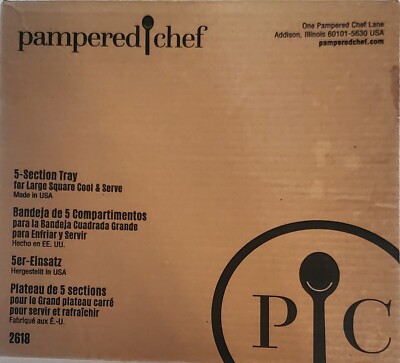 pampered chef
One Pampered Chef Lane
Addison, Illinois 60101-5630 USA
pamperedchef.com
5-Section Tray
for Large Square Cool & Serve
Made in USA
Bandeja de 5 Compartimentos
para la Bandeja Cuadrada Grande
para Enfriar y Servir
Hecho en EE. UU.
5er-Einsatz
Hergestellt in USA
Plateau de 5 sections
pour le Grand plateau carré
pour servir et rafraîchir
Fabriqué aux É.-U.
2618
PC